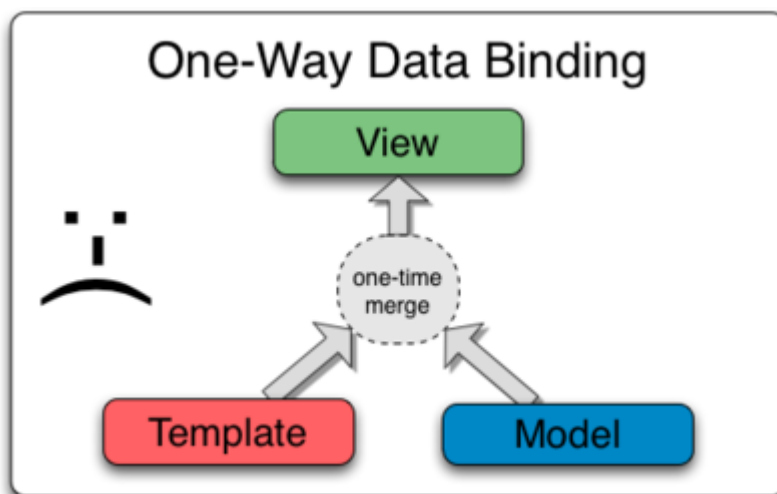 One-Way Data Binding
View
one-time
merge
Template
Model